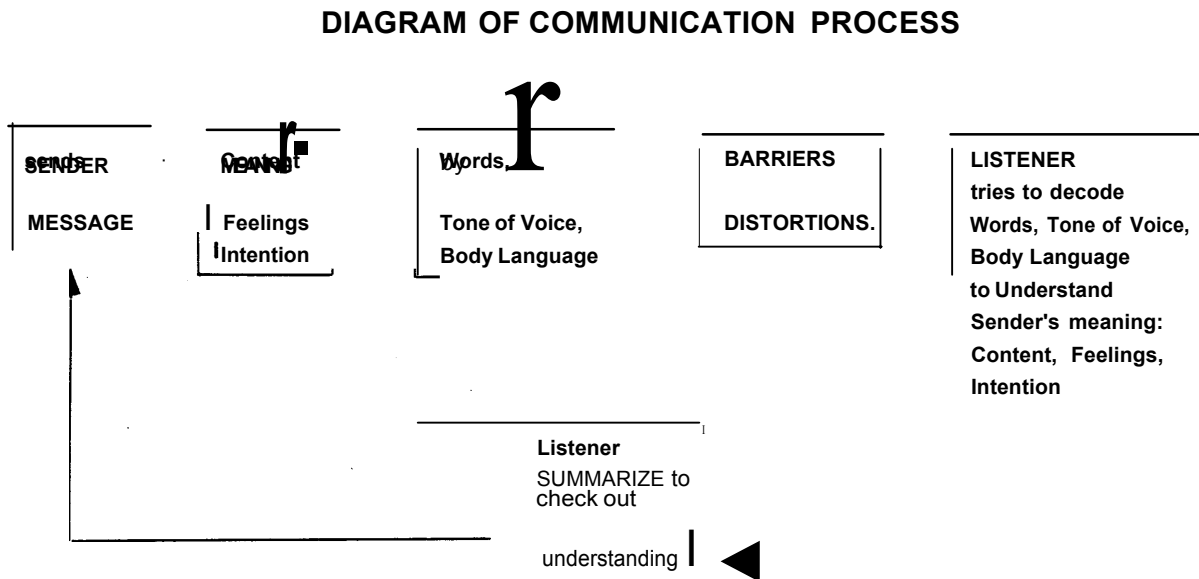 DIAGRAM OF COMMUNICATION PROCESS
SENDER
sends
MESSAGE
MEANING
Content
Feelings
Intention
by
Words,
Tone of Voice,
Body Language
BARRIERS
DISTORTIONS.
LISTENER
tries to decode
Words, Tone of Voice,
Body Language
to Understand
Sender's meaning:
Content, Feelings,
Intention
Listener
SUMMARIZE to
check out
understanding